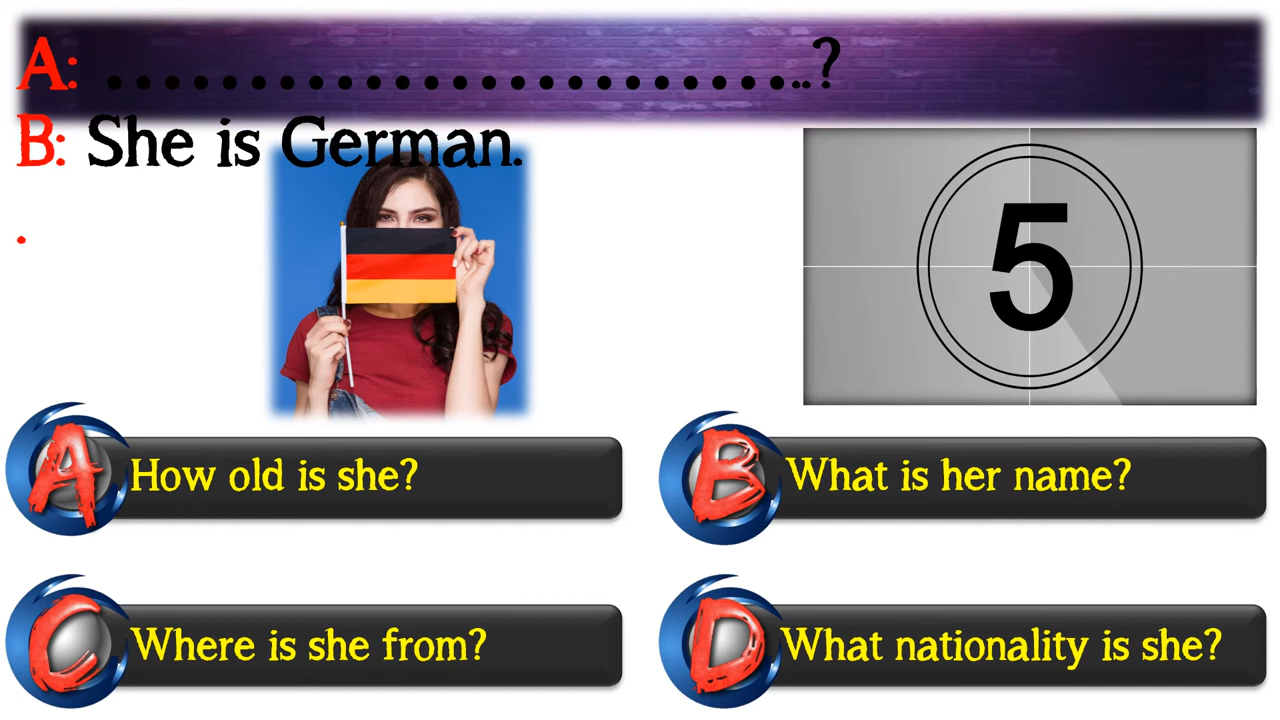 A: ..........................?
B: She is German.
.
5
A How old is she?
B What is her name?
C Where is she from?
D What nationality is she?